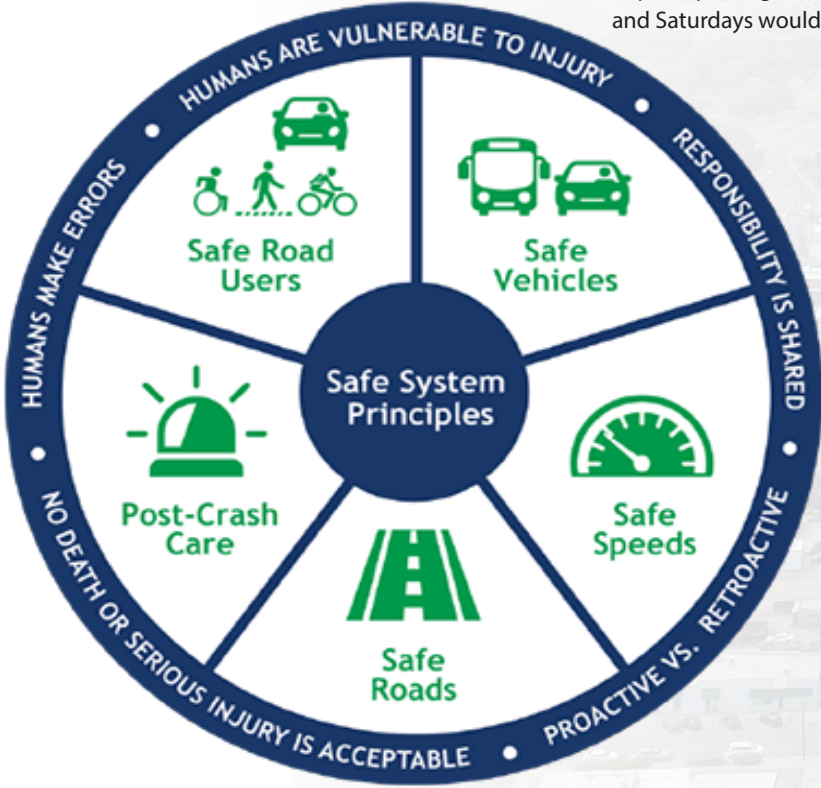 and Saturdays would
HUMANS MAKE ERRORS • HUMANS ARE VULNERABLE TO INJURY • RESPONSIBILITY IS SHARED • PROACTIVE VS. RETROACTIVE • NO DEATH OR SERIOUS INJURY IS ACCEPTABLE •
Safe Road
Users
Safe
Vehicles
Safe System
Principles
Post-Crash
Care
Safe
Speeds
Safe
Roads